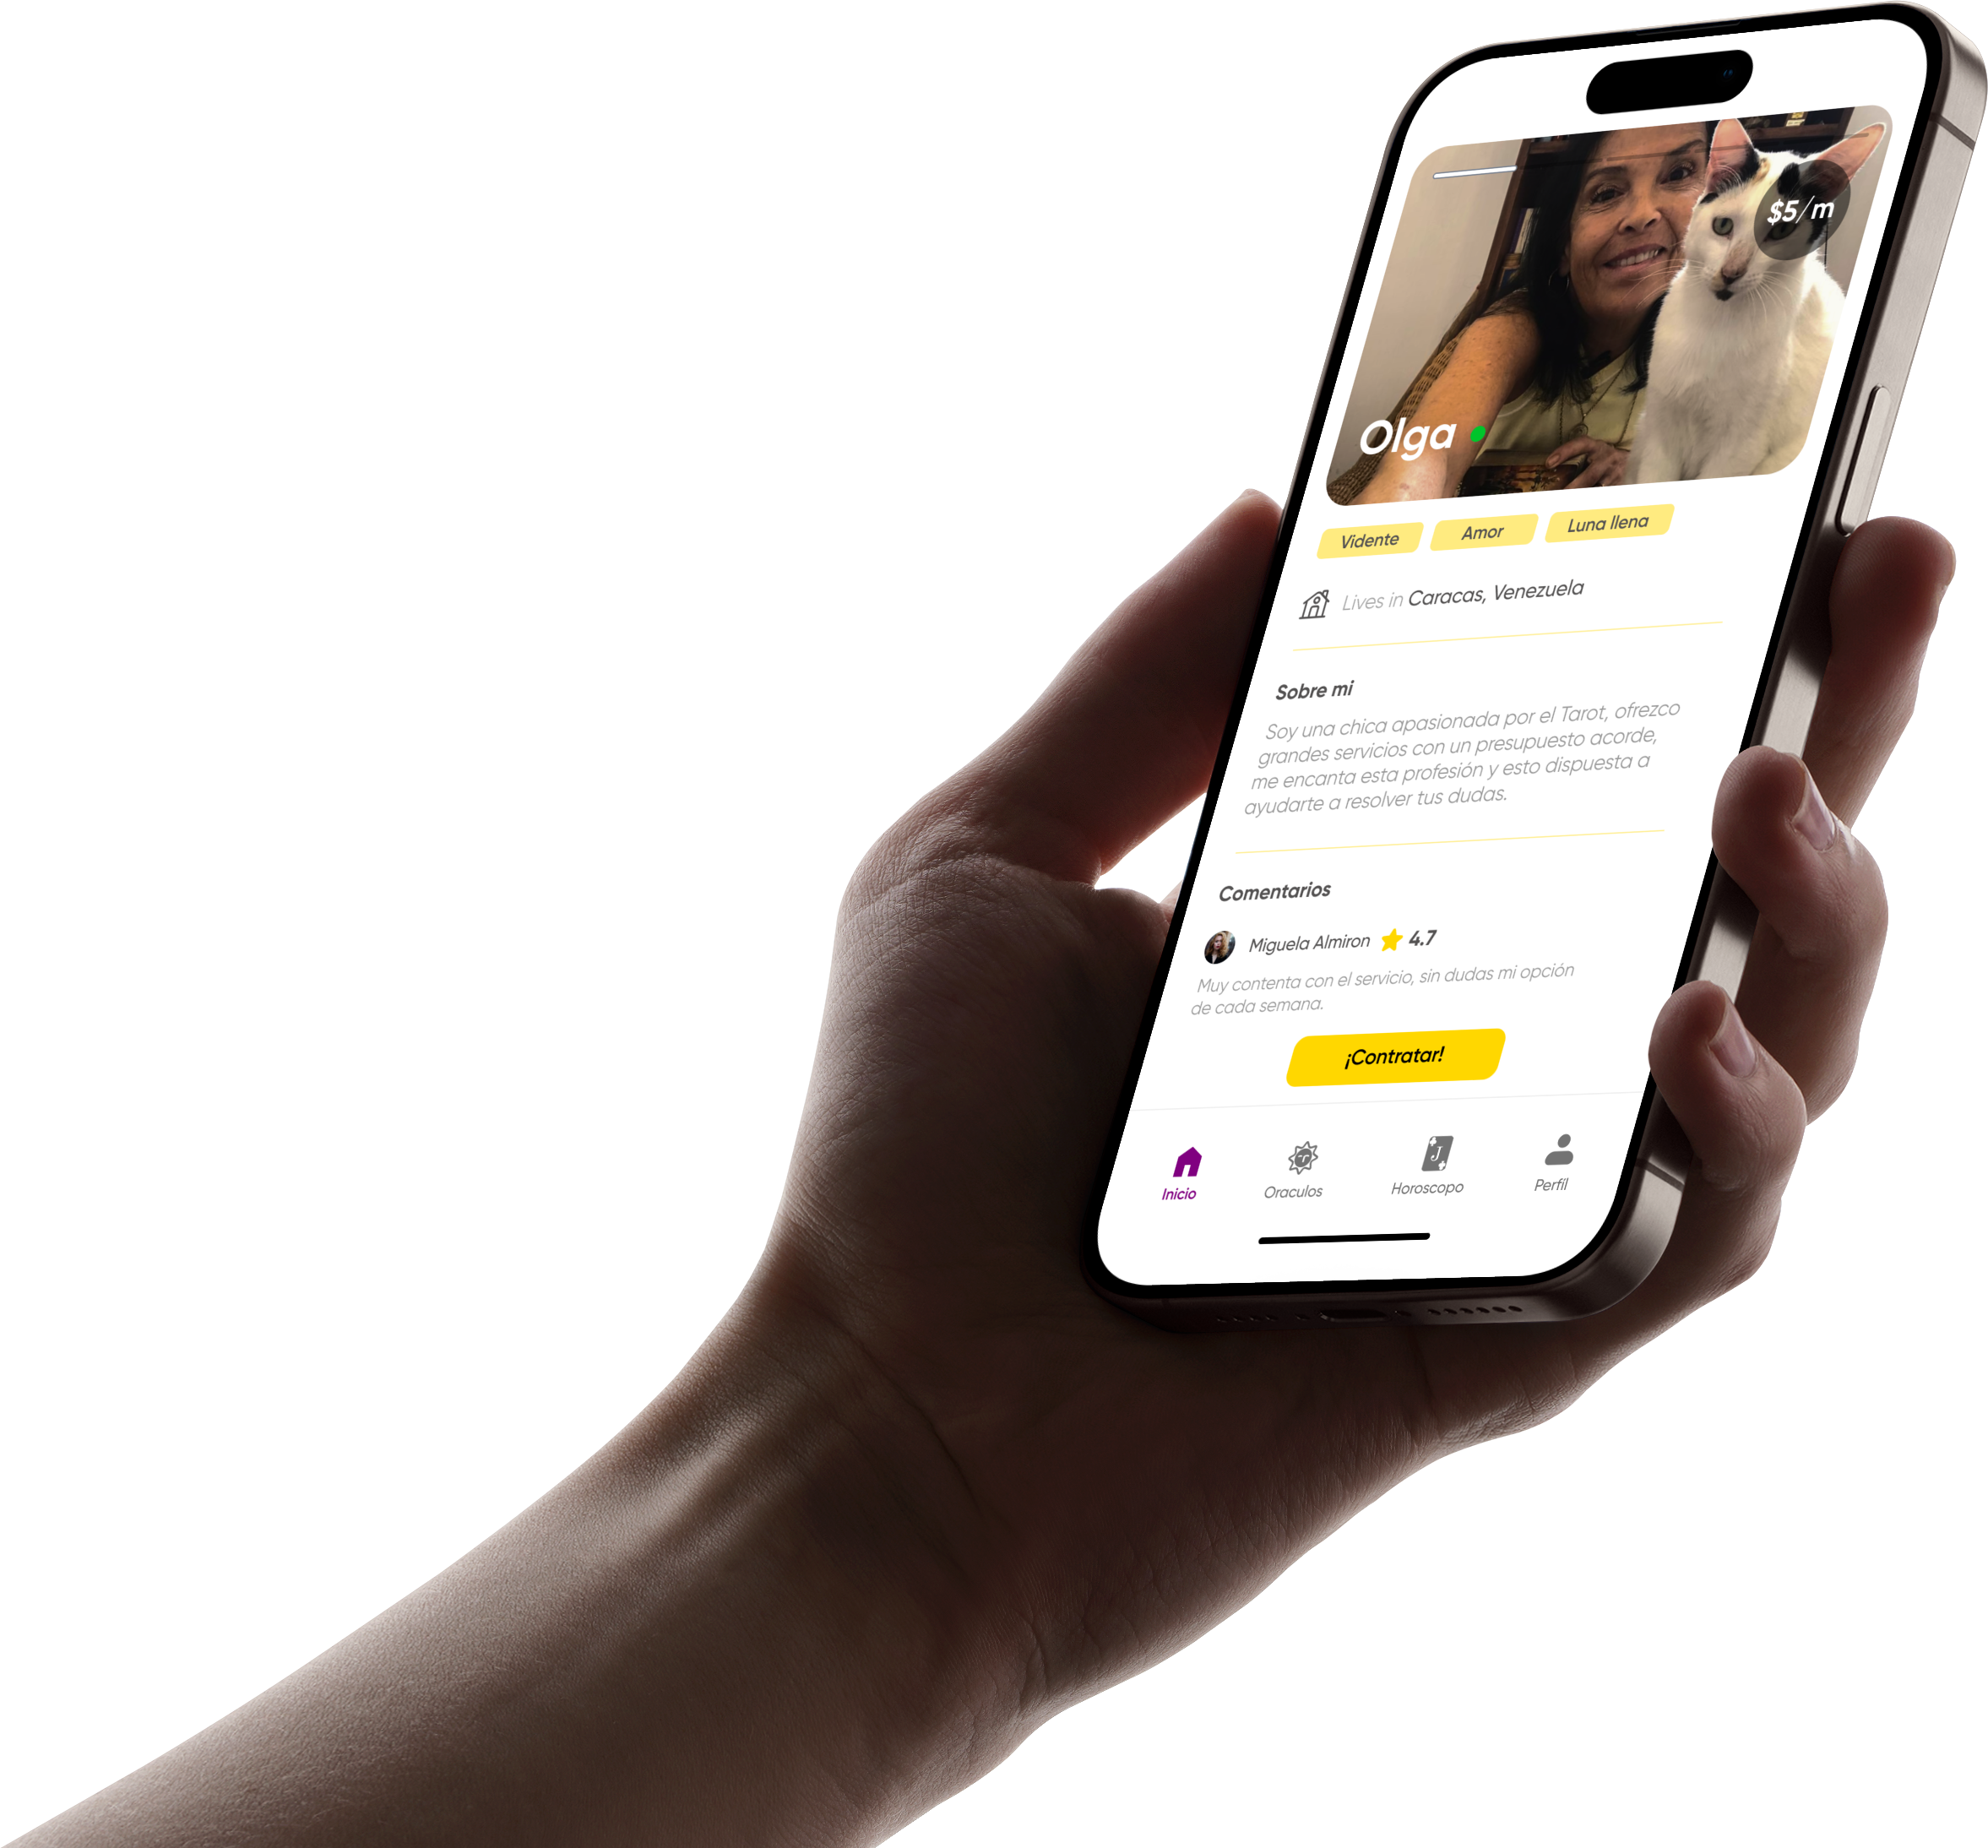 $5/m
Olga
Vidente
Amor
Luna llena
Lives in Caracas, Venezuela
Sobre mi
Soy una chica apasionada por el Tarot, ofrezco
grandes servicios con un presupuesto acorde,
me encanta esta profesión y esto dispuesta a
ayudarte a resolver tus dudas.
Comentarios
Miguela Almiron 4.7
Muy contenta con el servicio, sin dudas mi opción
de cada semana.
¡Contratar!
Inicio
Oraculos
Horoscopo
Perfil